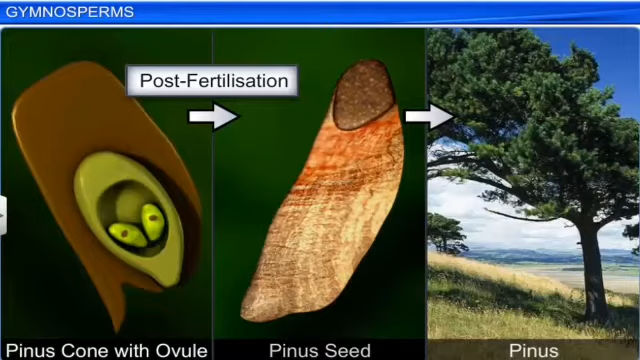 GYMNOSPERMS
Post-Fertilisation
Pinus Cone with Ovule
Pinus Seed
Pinus